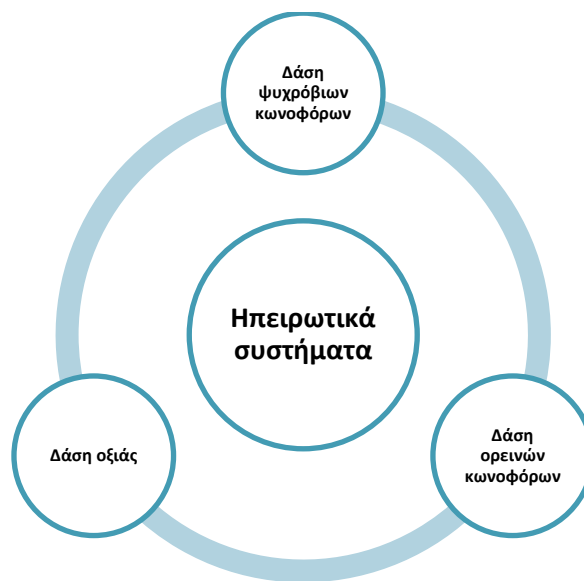 Δάση
ψυχρόβιων
κωνοφόρων
Ηπειρωτικά
συστήματα
Δάση οξιάς
Δάση
ορεινών
κωνοφόρων